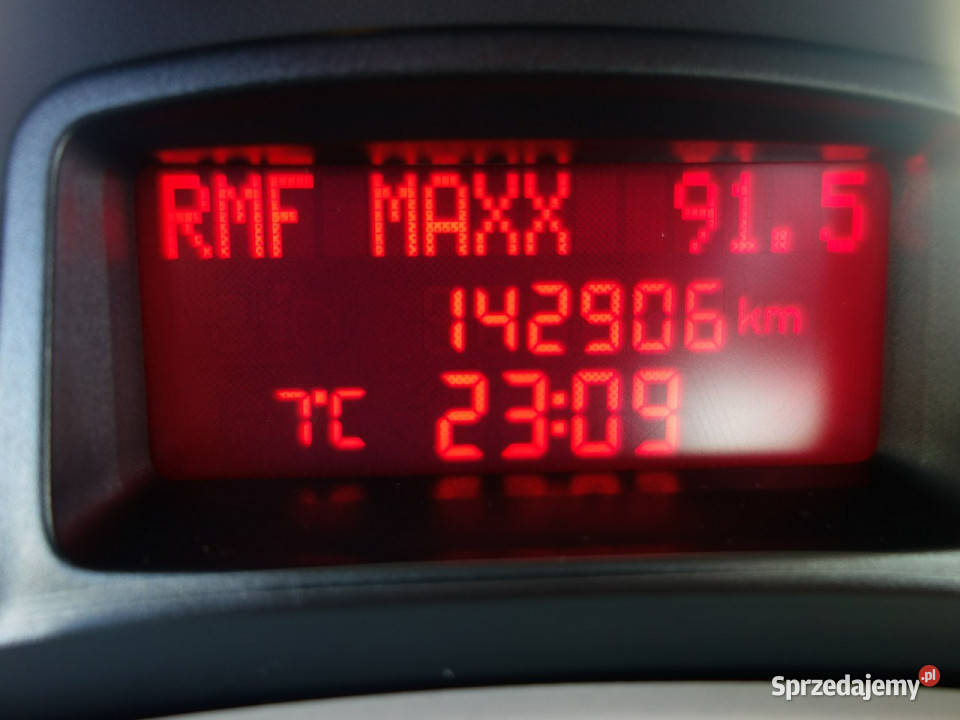 RMF MAXX 91.5
142906 km
7°C 23:09
Sprzedajemy.pl